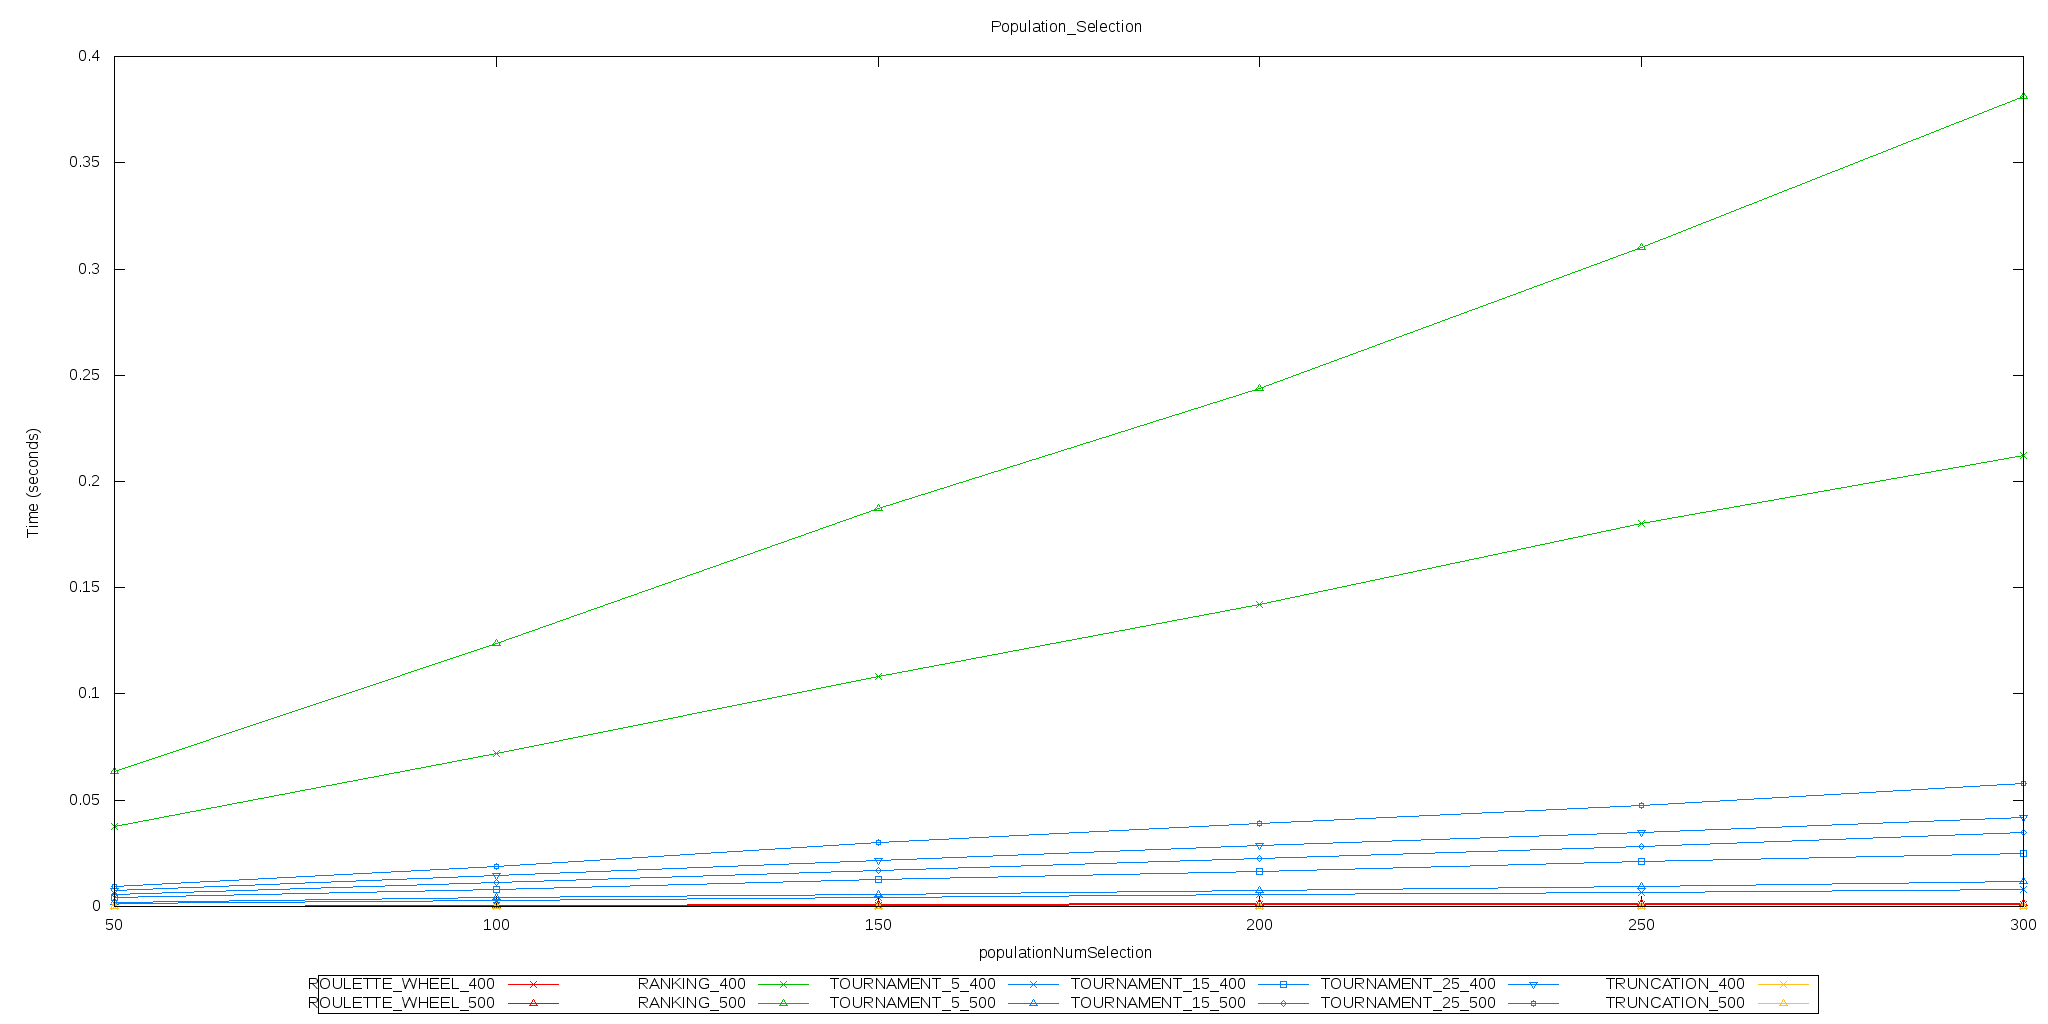 Population_Selection
0.4
0.35
0.3
0.25
0.2
0.15
0.1
0.05
0
Time (seconds)
50 100 150 200 250 300
populationNumSelection
ROULETTE_WHEEL_400 RANKING_400 TOURNAMENT_5_400 TOURNAMENT_15_400 TOURNAMENT_25_400 TRUNCATION_400
ROULETTE_WHEEL_500 RANKING_500 TOURNAMENT_5_500 TOURNAMENT_15_500 TOURNAMENT_25_500 TRUNCATION_500